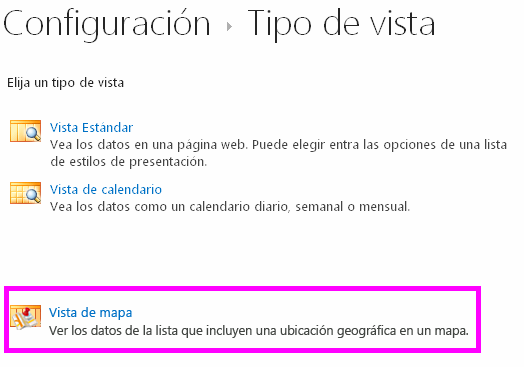 Configuración ▸ Tipo de vista
Elija un tipo de vista
Vista Estándar
Vea los datos en una página web. Puede elegir entra las opciones de una lista
de estilos de presentación.
Vista de calendario
Vea los datos como un calendario diario, semanal o mensual.
Vista de mapa
Ver los datos de la lista que incluyen una ubicación geográfica en un mapa.